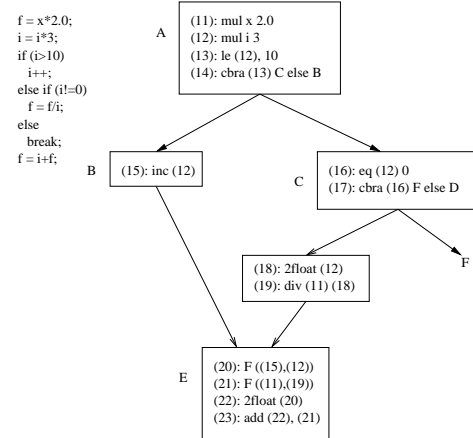 f = x*2.0;
i = i*3;
if (i>10)
i++;
else if (i!=0)
f = f/i;
else
break;
f = i+f;
A
(11): mul x 2.0
(12): mul i 3
(13): le (12), 10
(14): cbra (13) C else B
B
(15): inc (12)
C
(16): eq (12) 0
(17): cbra (16) F else D
F
(18): 2float (12)
(19): div (11) (18)
E
(20): F ((15),(12))
(21): F ((11),(19))
(22): 2float (20)
(23): add (22), (21)